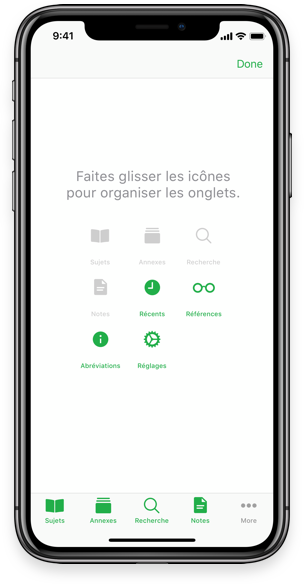 9:41
Done
Faites glisser les icônes
pour organiser les onglets.
Sujets Annexes Recherche
Notes Récents Références
Abréviations Réglages
Sujets Annexes Recherche Notes More